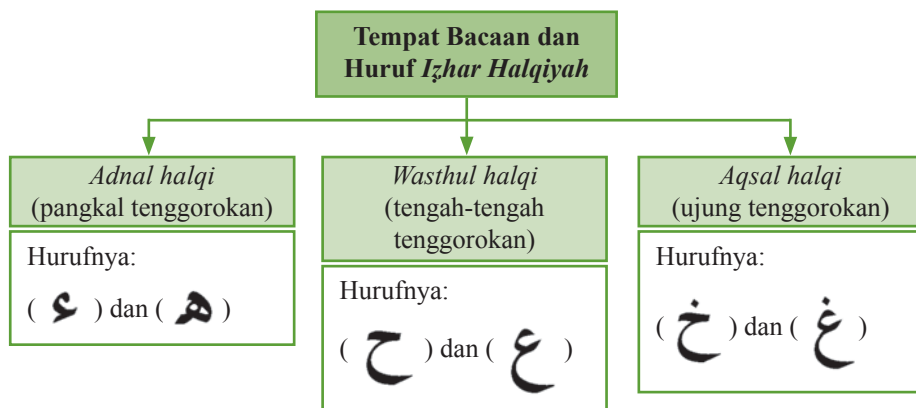 Tempat Bacaan dan
Huruf Iẓhar Halqiyah
Adnal halqi
(pangkal tenggorokan)
Hurufnya:
( ء ) dan ( ه )
Wasthul halqi
(tengah-tengah
tenggorokan)
Hurufnya:
( ح ) dan ( ع )
Aqsal halqi
(ujung tenggorokan)
Hurufnya:
( خ ) dan ( غ )